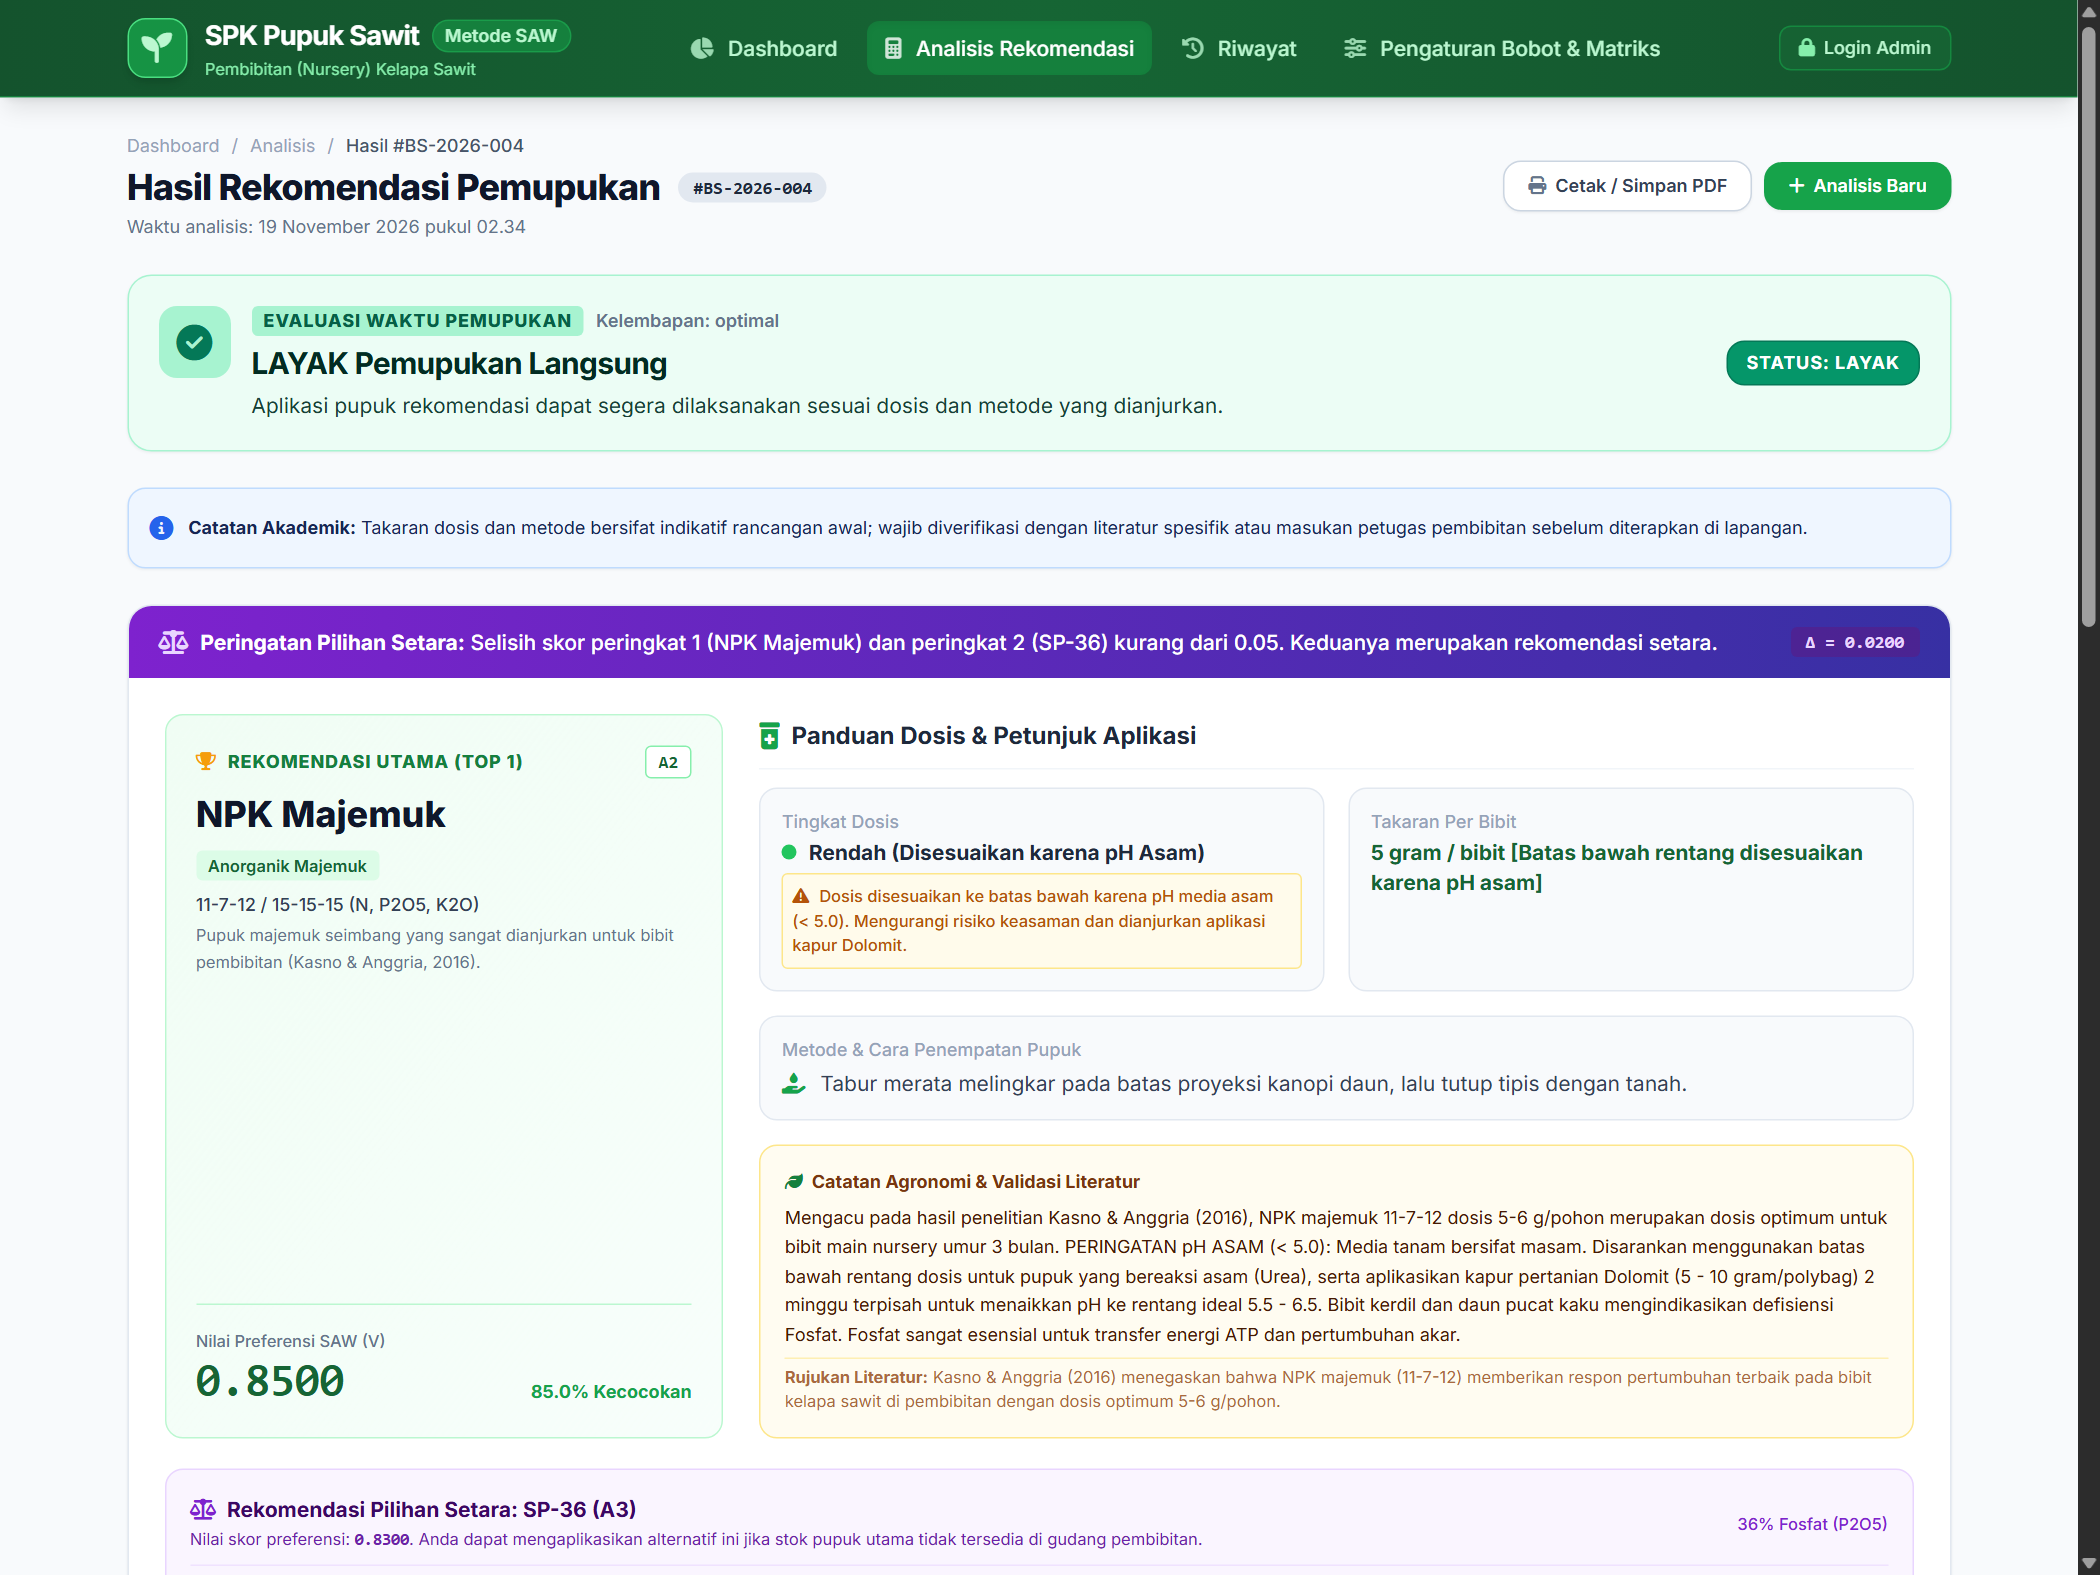 SPK Pupuk Sawit
Metode SAW
Pembibitan (Nursery) Kelapa Sawit
Dashboard
Analisis Rekomendasi
Riwayat
Pengaturan Bobot & Matriks
Login Admin
Dashboard / Analisis / Hasil #BS-2026-004
Hasil Rekomendasi Pemupukan
#BS-2026-004
Waktu analisis: 19 November 2026 pukul 02.34
Cetak / Simpan PDF
+ Analisis Baru
EVALUASI WAKTU PEMUPUKAN
Kelembapan: optimal
LAYAK Pemupukan Langsung
Aplikasi pupuk rekomendasi dapat segera dilaksanakan sesuai dosis dan metode yang dianjurkan.
STATUS: LAYAK
Catatan Akademik: Takaran dosis dan metode bersifat indikatif rancangan awal; wajib diverifikasi dengan literatur spesifik atau masukan petugas pembibitan sebelum diterapkan di lapangan.
Peringatan Pilihan Setara: Selisih skor peringkat 1 (NPK Majemuk) dan peringkat 2 (SP-36) kurang dari 0.05. Keduanya merupakan rekomendasi setara.
Δ = 0.0200
REKOMENDASI UTAMA (TOP 1)
A2
NPK Majemuk
Anorganik Majemuk
11-7-12 / 15-15-15 (N, P2O5, K2O)
Pupuk majemuk seimbang yang sangat dianjurkan untuk bibit
pembibitan (Kasno & Anggria, 2016).
Nilai Preferensi SAW (V)
0.8500
85.0% Kecocokan
Panduan Dosis & Petunjuk Aplikasi
Tingkat Dosis
Rendah (Disesuaikan karena pH Asam)
Dosis disesuaikan ke batas bawah karena pH media asam
(< 5.0). Mengurangi risiko keasaman dan dianjurkan aplikasi
kapur Dolomit.
Takaran Per Bibit
5 gram / bibit [Batas bawah rentang disesuaikan
karena pH asam]
Metode & Cara Penempatan Pupuk
Tabur merata melingkar pada batas proyeksi kanopi daun, lalu tutup tipis dengan tanah.
Catatan Agronomi & Validasi Literatur
Mengacu pada hasil penelitian Kasno & Anggria (2016), NPK majemuk 11-7-12 dosis 5-6 g/pohon merupakan dosis optimum untuk
bibit main nursery umur 3 bulan. PERINGATAN pH ASAM (< 5.0): Media tanam bersifat masam. Disarankan menggunakan batas
bawah rentang dosis untuk pupuk yang bereaksi asam (Urea), serta aplikasikan kapur pertanian Dolomit (5 - 10 gram/polybag) 2
minggu terpisah untuk menaikkan pH ke rentang ideal 5.5 - 6.5. Bibit kerdil dan daun pucat kaku mengindikasikan defisiensi
Fosfat. Fosfat sangat esensial untuk transfer energi ATP dan pertumbuhan akar.
Rujukan Literatur: Kasno & Anggria (2016) menegaskan bahwa NPK majemuk (11-7-12) memberikan respon pertumbuhan terbaik pada bibit
kelapa sawit di pembibitan dengan dosis optimum 5-6 g/pohon.
Rekomendasi Pilihan Setara: SP-36 (A3)
Nilai skor preferensi: 0.8300. Anda dapat mengaplikasikan alternatif ini jika stok pupuk utama tidak tersedia di gudang pembibitan.
36% Fosfat (P2O5)